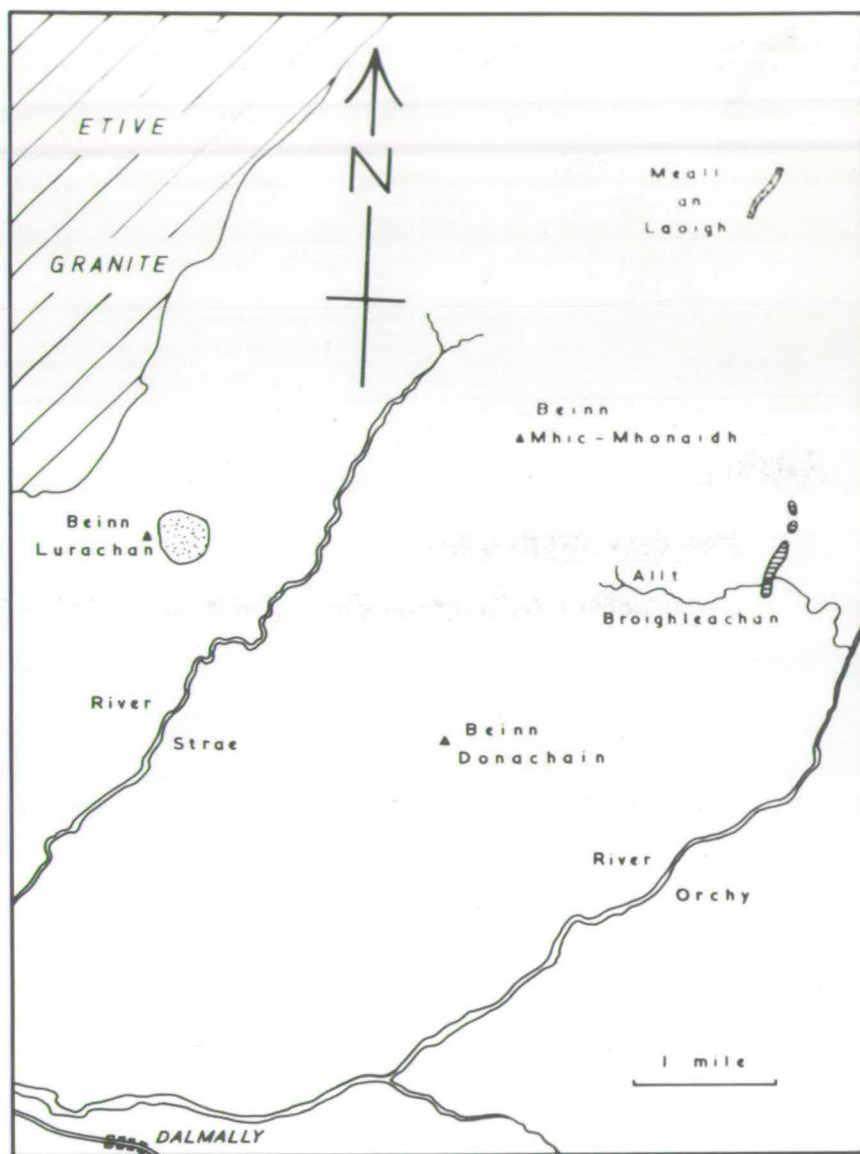 ETIVE
GRANITE
N
Meall
an
Laoigh
Beinn
Mhic-Mhonaidh
Beinn
Lurachan
Allt
Broighleachan
River
Strae
Beinn
Donachain
River
Orchy
1 mile
DALMALLY